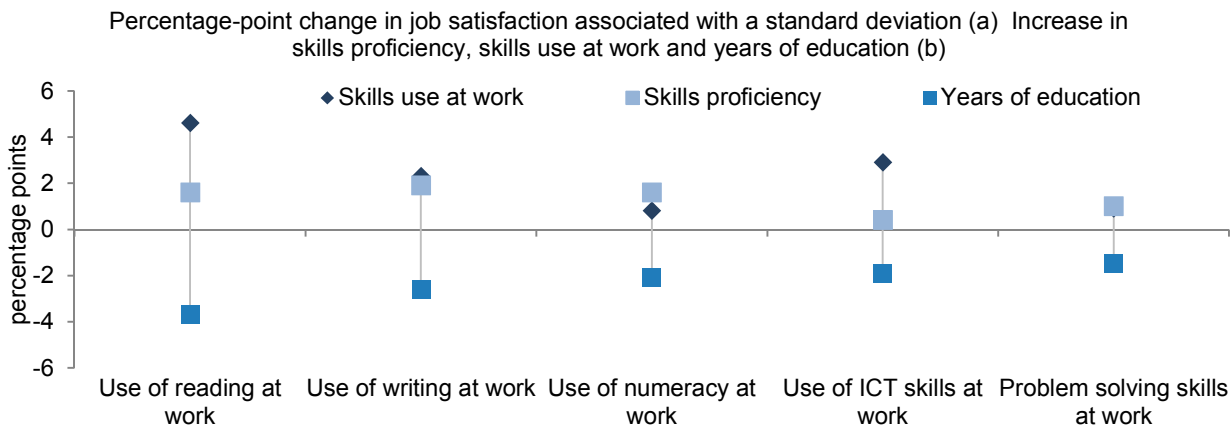 Percentage-point change in job satisfaction associated with a standard deviation (a) Increase in
skills proficiency, skills use at work and years of education (b)
6
Skills use at work
Skills proficiency
Years of education
4
2
0
-2
-4
-6
percentage points
Use of reading at
work
Use of writing at work
Use of numeracy at
work
Use of ICT skills at
work
Problem solving skills
at work